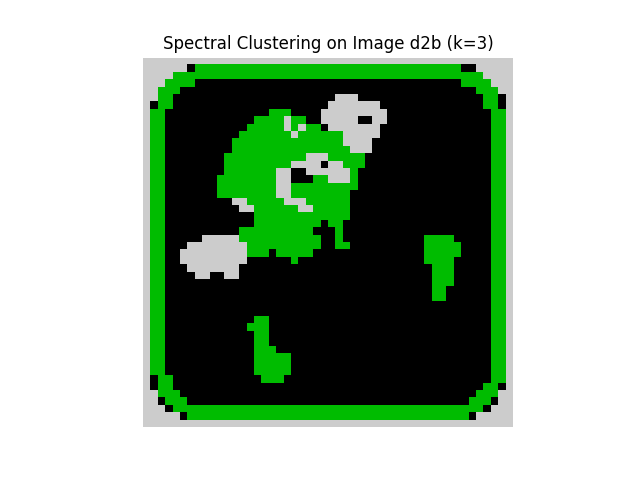 Spectral Clustering on Image d2b (k=3)